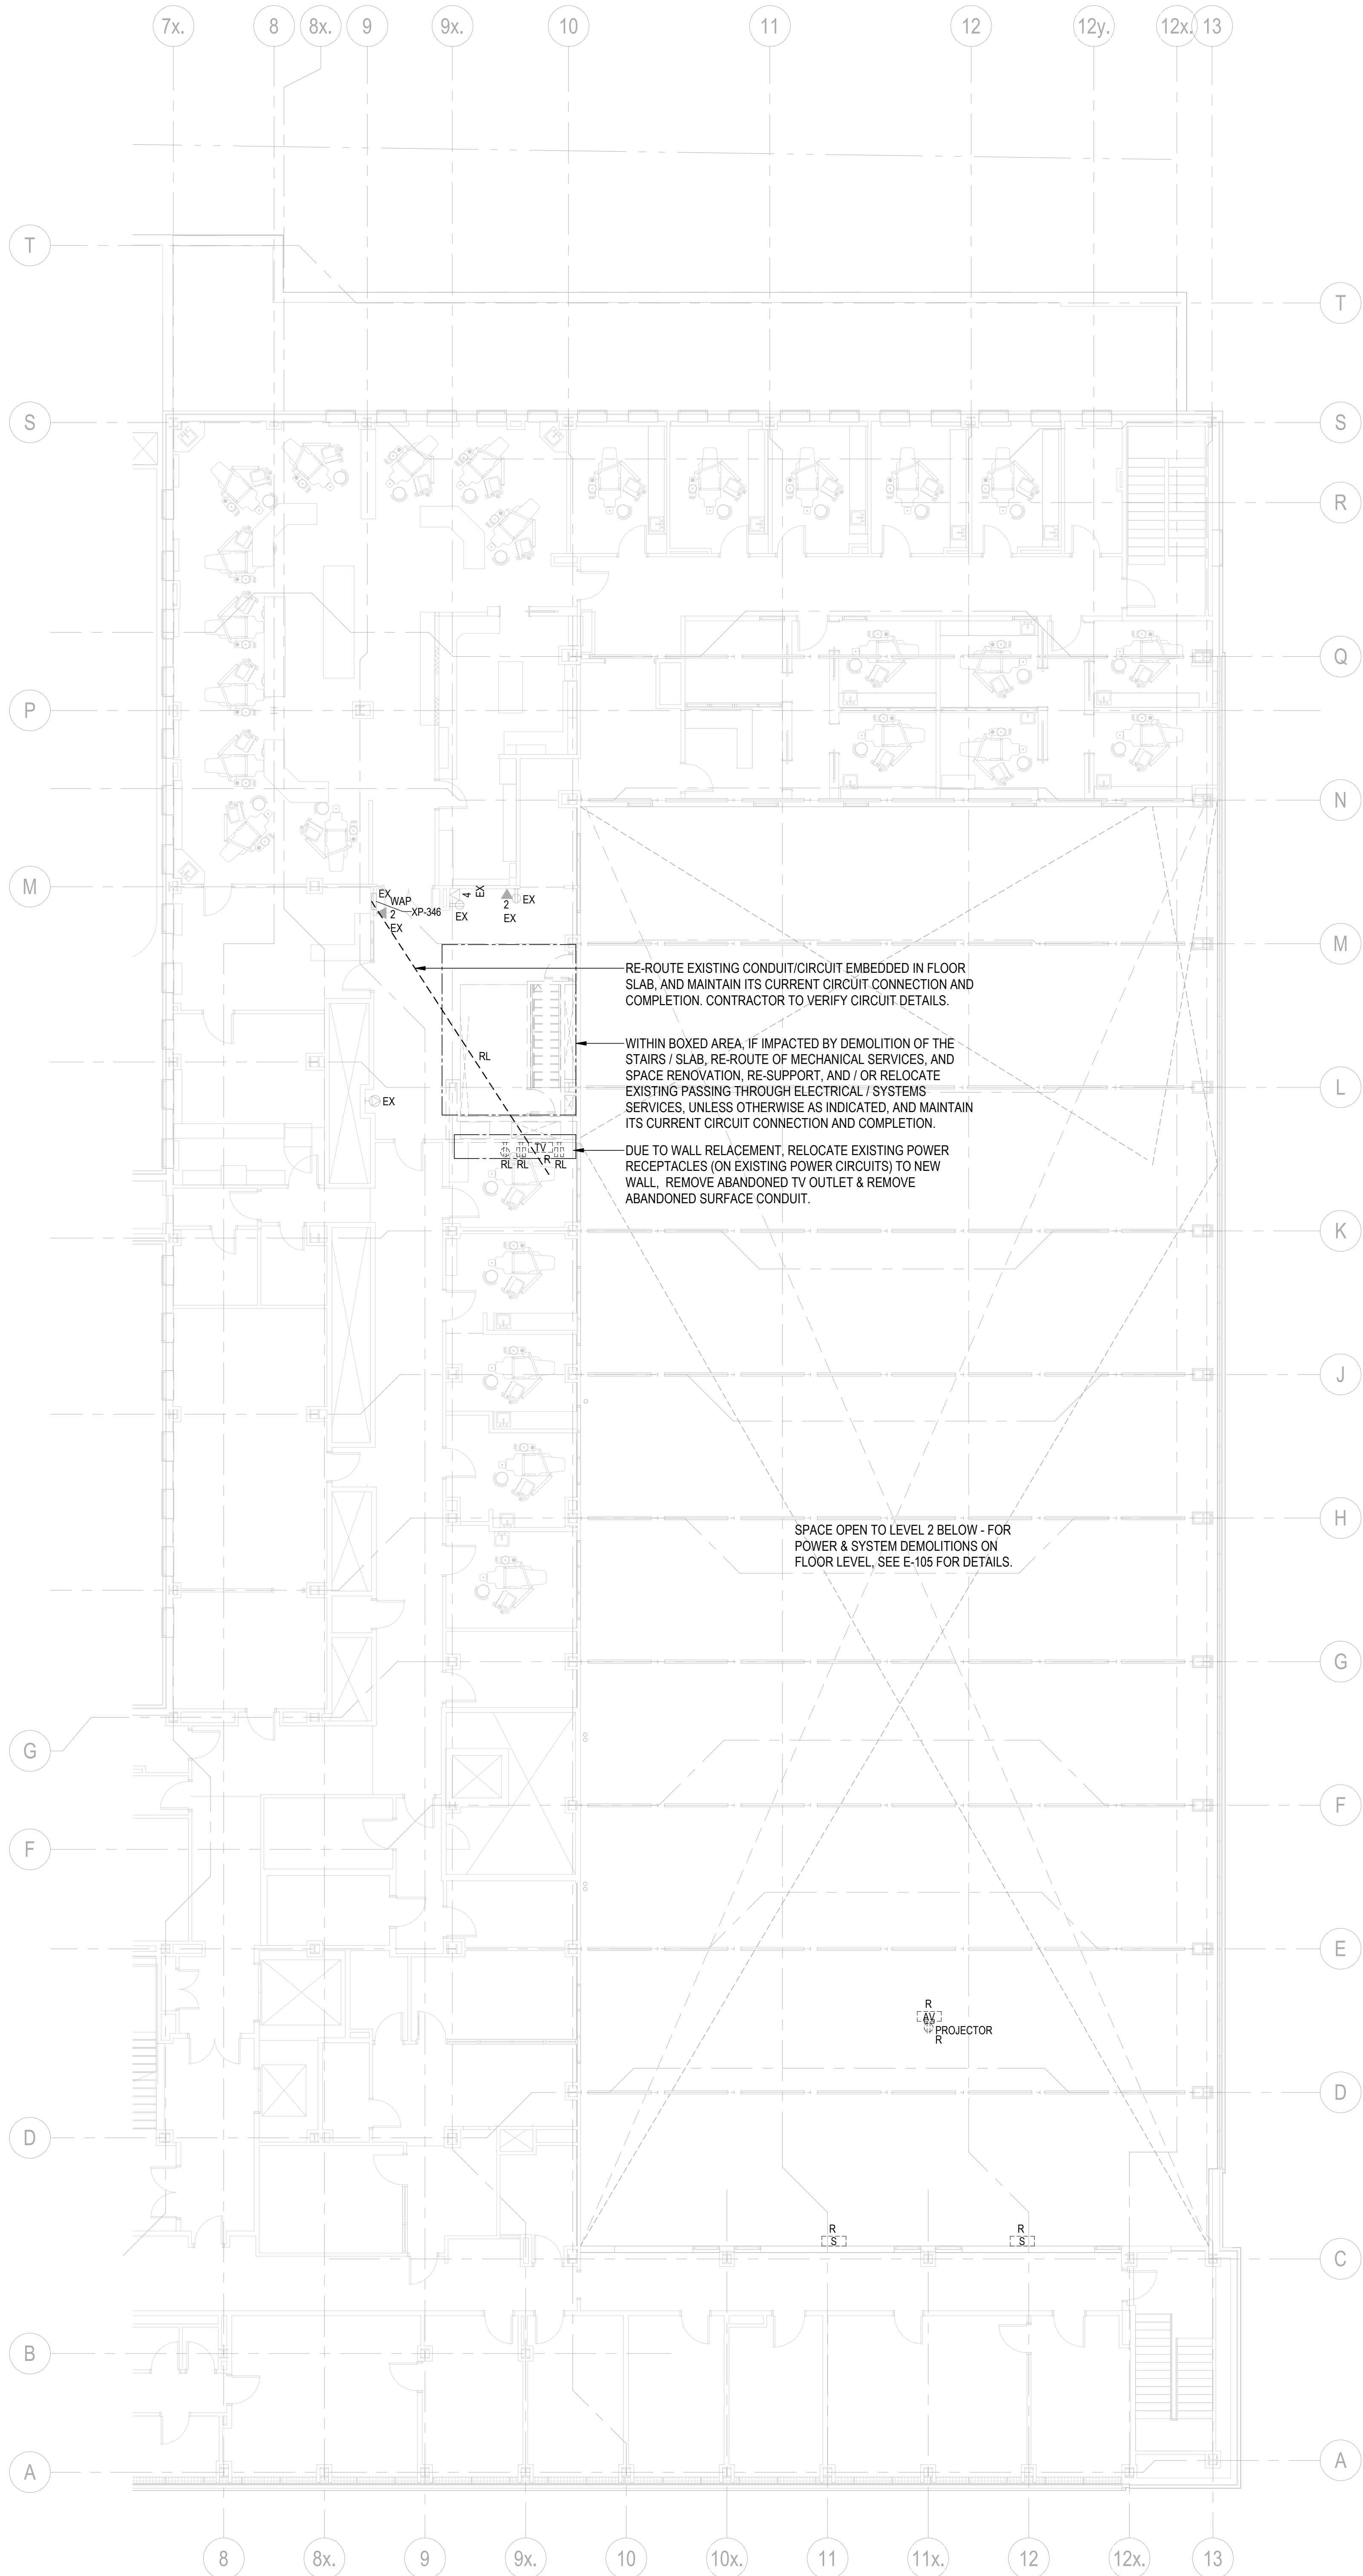 7x.
8
8x.
9
9x.
10
11
12
12y.
12x.
13
T
T
S
S
R
Q
P
N
M
EX
WAP
XP-346
2
EX
4
EX
EX
2
EX
EX
M
RE-ROUTE EXISTING CONDUIT/CIRCUIT EMBEDDED IN FLOOR
SLAB, AND MAINTAIN ITS CURRENT CIRCUIT CONNECTION AND
COMPLETION. CONTRACTOR TO VERIFY CIRCUIT DETAILS.
WITHIN BOXED AREA, IF IMPACTED BY DEMOLITION OF THE
STAIRS / SLAB, RE-ROUTE OF MECHANICAL SERVICES, AND
SPACE RENOVATION, RE-SUPPORT, AND / OR RELOCATE
EXISTING PASSING THROUGH ELECTRICAL / SYSTEMS
SERVICES, UNLESS OTHERWISE AS INDICATED, AND MAINTAIN
ITS CURRENT CIRCUIT CONNECTION AND COMPLETION.
RL
L
EX
DUE TO WALL RELACEMENT, RELOCATE EXISTING POWER
RECEPTACLES (ON EXISTING POWER CIRCUITS) TO NEW
WALL, REMOVE ABANDONED TV OUTLET & REMOVE
ABANDONED SURFACE CONDUIT.
TV
R
RL
RL
RL
K
J
H
SPACE OPEN TO LEVEL 2 BELOW - FOR
POWER & SYSTEM DEMOLITIONS ON
FLOOR LEVEL, SEE E-105 FOR DETAILS.
G
G
F
F
E
R
AV
PROJECTOR
R
D
D
R
S
R
S
C
B
A
A
8
8x.
9
9x.
10
10x.
11
11x.
12
12x.
13